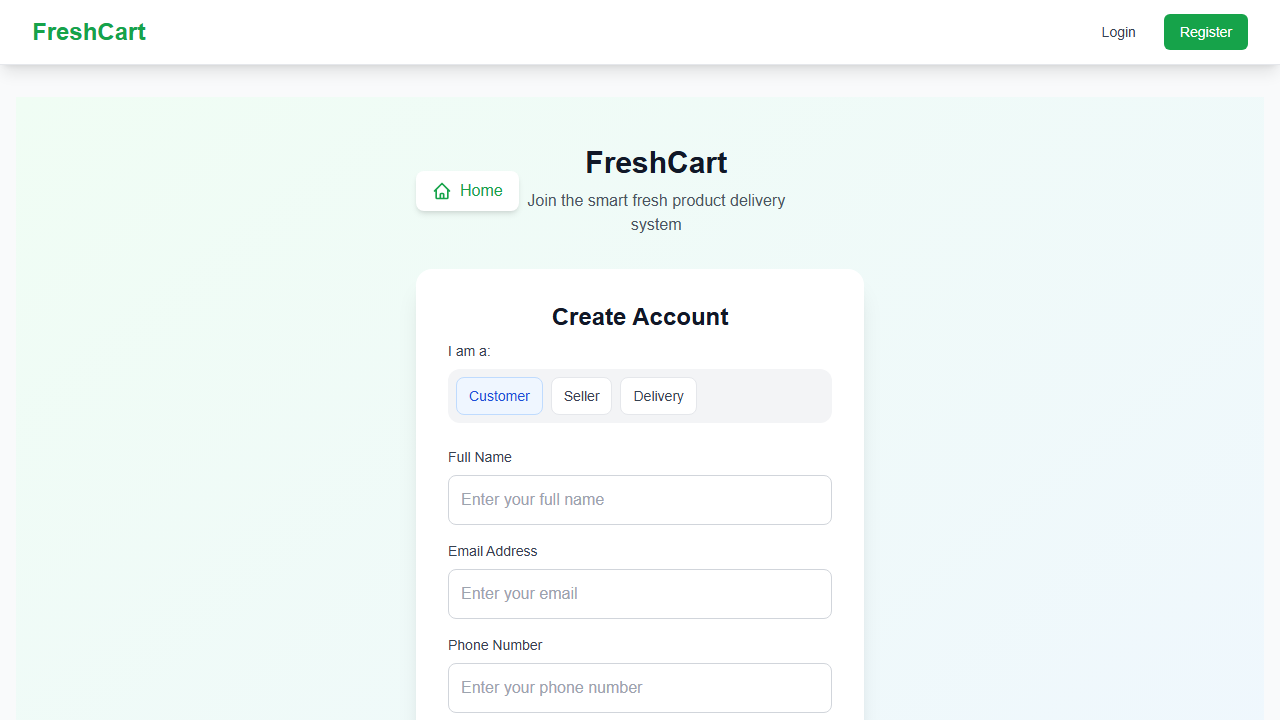 FreshCart
Login
Register
FreshCart
Home
Join the smart fresh product delivery
system
Create Account
I am a:
Customer
Seller
Delivery
Full Name
Enter your full name
Email Address
Enter your email
Phone Number
Enter your phone number